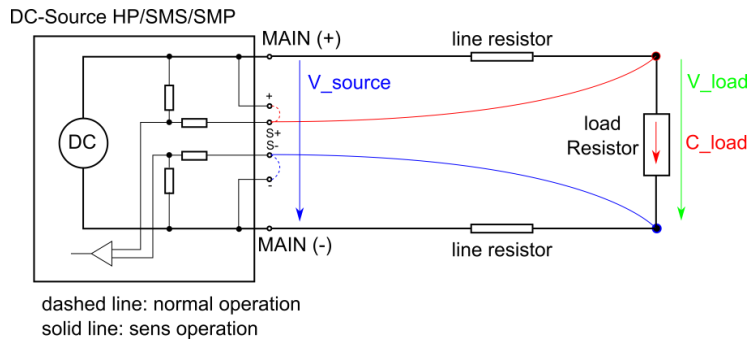 DC-Source HP/SMS/SMP
MAIN (+)
line resistor
V_source
V_load
+
S+
S-
-
DC
load
Resistor
C_load
MAIN (-)
line resistor
dashed line: normal operation
solid line: sens operation